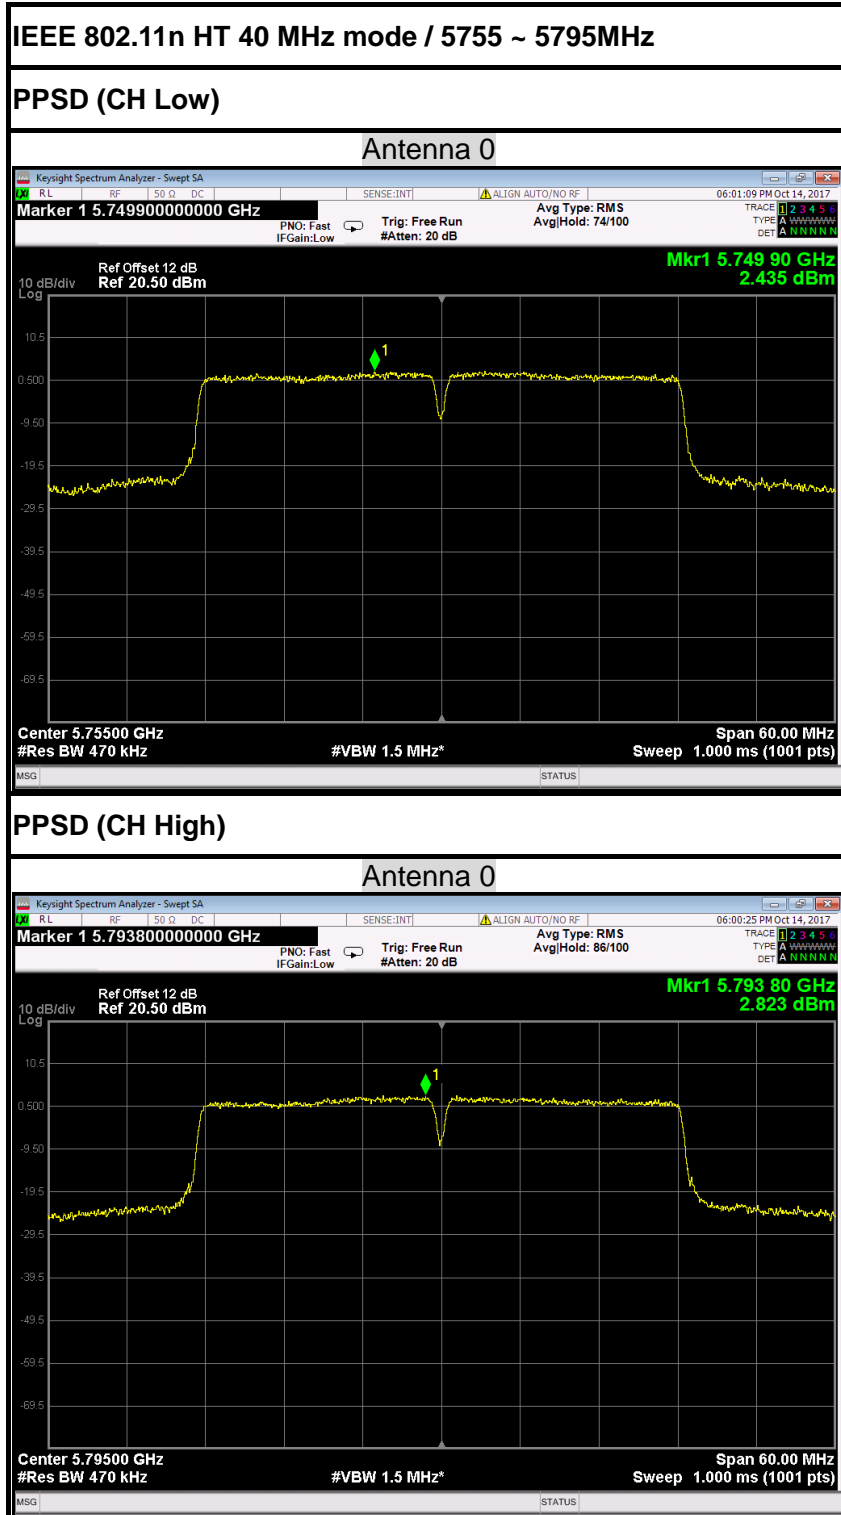 IEEE 802.11n HT 40 MHz mode / 5755 ~ 5795MHz
PPSD (CH Low)
Antenna 0
Keysight Spectrum Analyzer - Swept SA
LXI RL RF 50 Ω DC SENSE:INT ALIGN AUTO/NO RF 06:01:09 PM Oct 14, 2017
Marker 1 5.749900000000 GHz
PNO: Fast
IFGain:Low
Trig: Free Run
#Atten: 20 dB
Avg Type: RMS
Avg|Hold: 74/100
TRACE 1 2 3 4 5 6
TYPE A WWWWW
DET A N N N N N
Mkr1 5.749 90 GHz
2.435 dBm
Ref Offset 12 dB
10 dB/div Ref 20.50 dBm
Log
10.5
1
0.500
-9.50
-19.5
-29.5
-39.5
-49.5
-59.5
-69.5
Center 5.75500 GHz Span 60.00 MHz
#Res BW 470 kHz #VBW 1.5 MHz* Sweep 1.000 ms (1001 pts)
MSG STATUS
PPSD (CH High)
Antenna 0
Keysight Spectrum Analyzer - Swept SA
LXI RL RF 50 Ω DC SENSE:INT ALIGN AUTO/NO RF 06:00:25 PM Oct 14, 2017
Marker 1 5.793800000000 GHz
PNO: Fast
IFGain:Low
Trig: Free Run
#Atten: 20 dB
Avg Type: RMS
Avg|Hold: 86/100
TRACE 1 2 3 4 5 6
TYPE A WWWWW
DET A N N N N N
Mkr1 5.793 80 GHz
2.823 dBm
Ref Offset 12 dB
10 dB/div Ref 20.50 dBm
Log
10.5
1
0.500
-9.50
-19.5
-29.5
-39.5
-49.5
-59.5
-69.5
Center 5.79500 GHz Span 60.00 MHz
#Res BW 470 kHz #VBW 1.5 MHz* Sweep 1.000 ms (1001 pts)
MSG STATUS